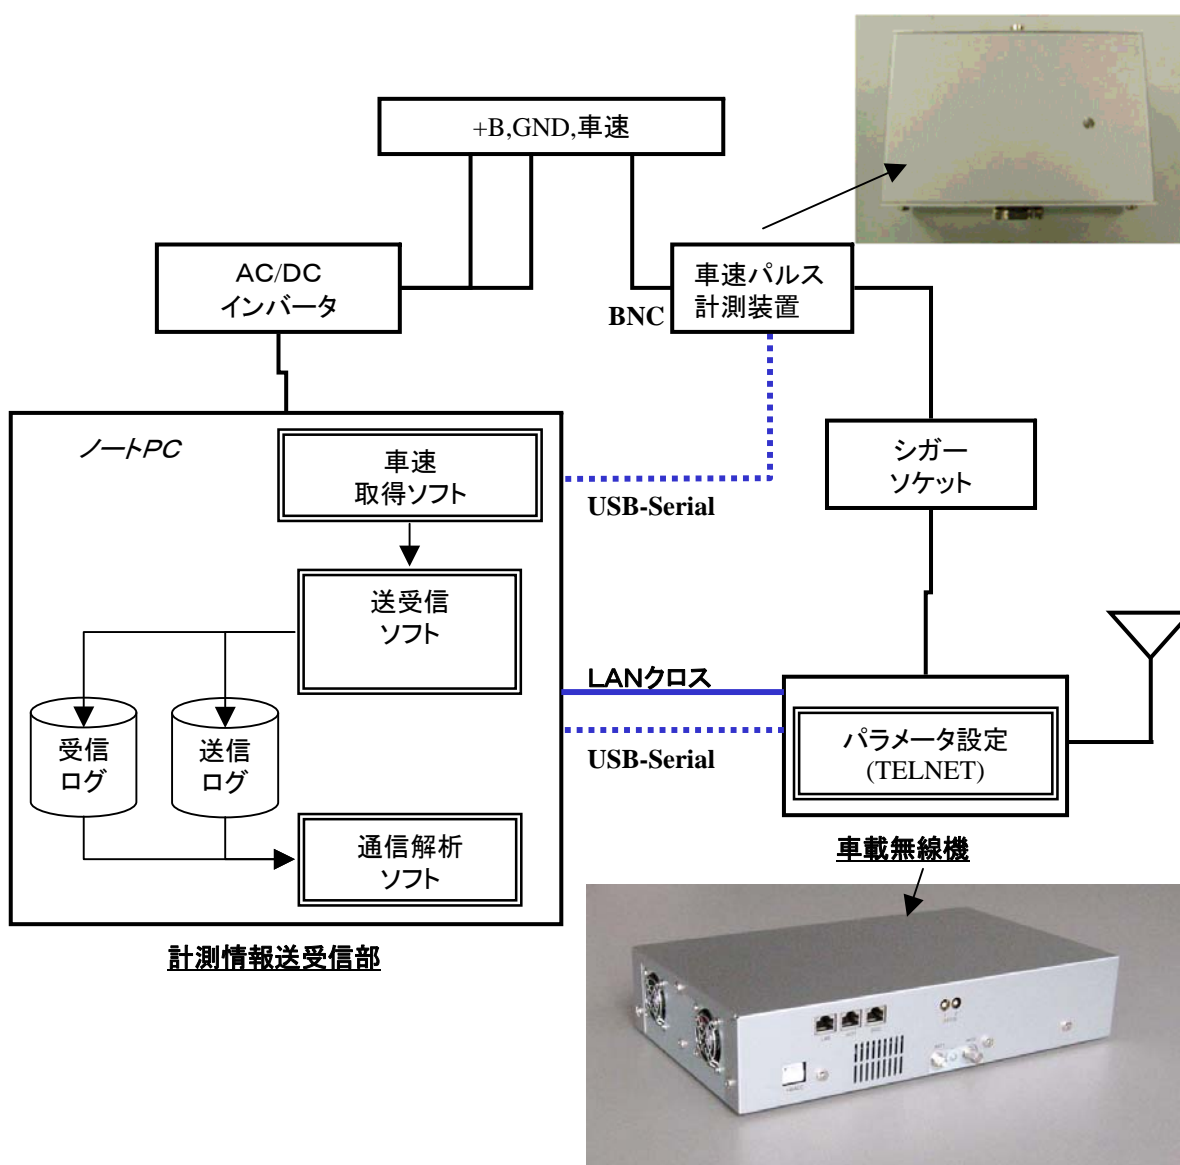 +B,GND,車速
AC/DC
インバータ
車速パルス
計測装置
BNC
ノートPC
車速
取得ソフト
USB-Serial
シガー
ソケット
送受信
ソフト
LANクロス
USB-Serial
パラメータ設定
(TELNET)
受信
ログ
送信
ログ
通信解析
ソフト
車載無線機
計測情報送受信部